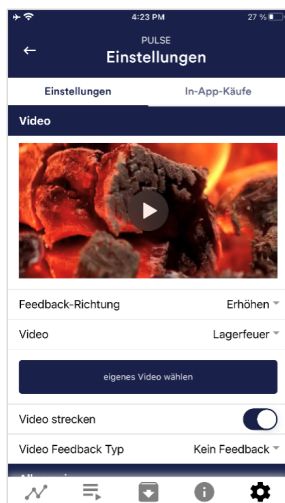 4:23 PM
27 %
PULSE
Einstellungen
Einstellungen
In-App-Käufe
Video
Feedback-Richtung
Erhöhen
Video
Lagerfeuer
eigenes Video wählen
Video strecken
Video Feedback Typ
Kein Feedback